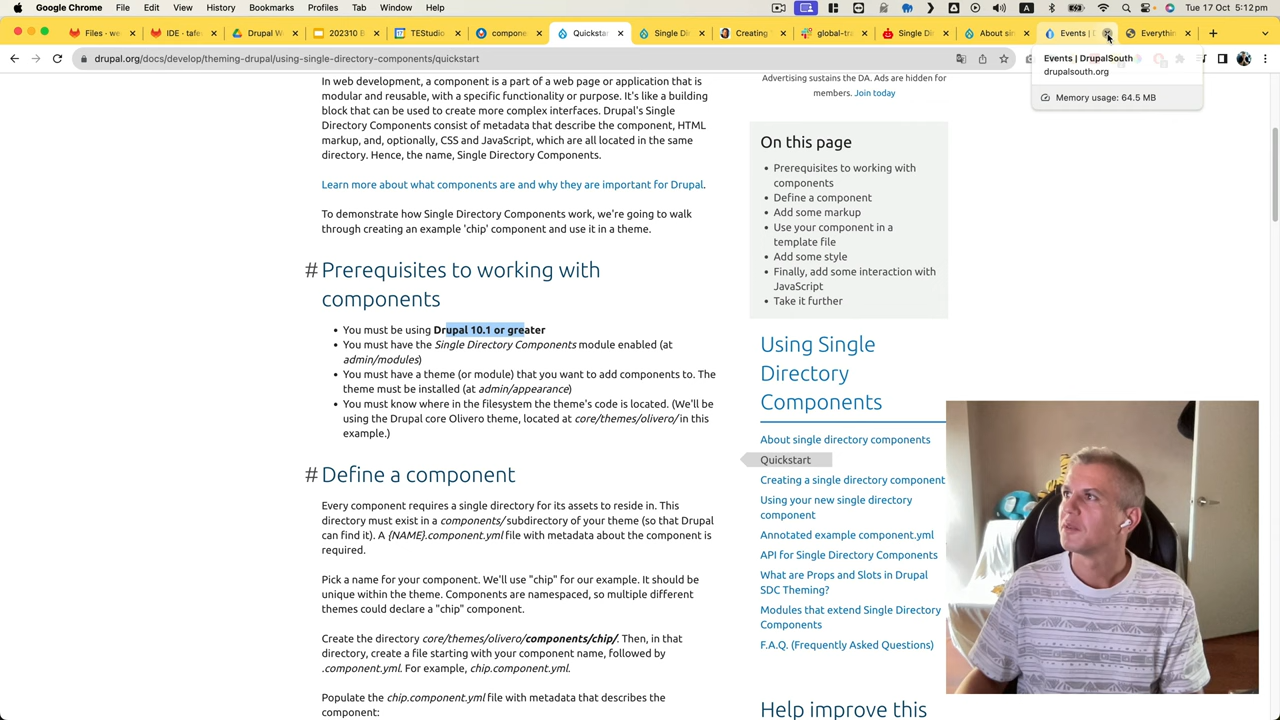 Google Chrome File Edit View History Bookmarks Profiles Tab Window Help
Tue 17 Oct 5:12 pm
Files - we
IDE - tafe
Drupal W
202310 B
TEStudio
compone
Quickstar
Single Di
Creating
global-tra
Single Dir
About sin
Events | D
Everythin
drupal.org/docs/develop/theming-drupal/using-single-directory-components/quickstart
Events | DrupalSouth
drupalsouth.org
Memory usage: 64.5 MB
In web development, a component is a part of a web page or application that is
modular and reusable, with a specific functionality or purpose. It's like a building
block that can be used to create more complex interfaces. Drupal's Single
Directory Components consist of metadata that describe the component, HTML
markup, and, optionally, CSS and JavaScript, which are all located in the same
directory. Hence, the name, Single Directory Components.
Learn more about what components are and why they are important for Drupal.
To demonstrate how Single Directory Components work, we're going to walk
through creating an example 'chip' component and use it in a theme.
# Prerequisites to working with
components
• You must be using Drupal 10.1 or greater
• You must have the Single Directory Components module enabled (at
admin/modules)
• You must have a theme (or module) that you want to add components to. The
theme must be installed (at admin/appearance)
• You must know where in the filesystem the theme's code is located. (We'll be
using the Drupal core Olivero theme, located at core/themes/olivero/ in this
example.)
# Define a component
Every component requires a single directory for its assets to reside in. This
directory must exist in a components/ subdirectory of your theme (so that Drupal
can find it). A {NAME}.component.yml file with metadata about the component is
required.
Pick a name for your component. We'll use "chip" for our example. It should be
unique within the theme. Components are namespaced, so multiple different
themes could declare a "chip" component.
Create the directory core/themes/olivero/components/chip/. Then, in that
directory, create a file starting with your component name, followed by
.component.yml. For example, chip.component.yml.
Populate the chip.component.yml file with metadata that describes the
component:
Advertising sustains the DA. Ads are hidden for
members. Join today
On this page
• Prerequisites to working with
components
• Define a component
• Add some markup
• Use your component in a
template file
• Add some style
• Finally, add some interaction with
JavaScript
• Take it further
Using Single
Directory
Components
About single directory components
Quickstart
Creating a single directory component
Using your new single directory
component
Annotated example component.yml
API for Single Directory Components
What are Props and Slots in Drupal
SDC Theming?
Modules that extend Single Directory
Components
F.A.Q. (Frequently Asked Questions)
Help improve this